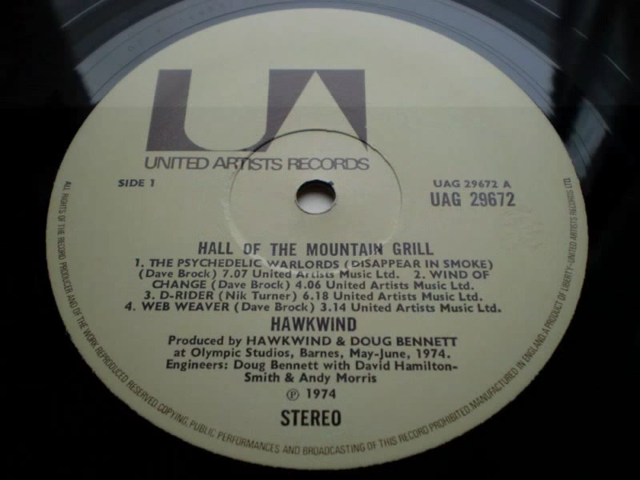 UA
UNITED ARTISTS RECORDS
SIDE 1
UAG 29672 A
UAG 29672
HALL OF THE MOUNTAIN GRILL
1. THE PSYCHEDELIC WARLORDS (DISAPPEAR IN SMOKE)
(Dave Brock) 7.07 United Artists Music Ltd. 2. WIND OF
CHANGE (Dave Brock) 4.06 United Artists Music Ltd.
3. D-RIDER (Nik Turner) 6.18 United Artists Music Ltd.
4. WEB WEAVER (Dave Brock) 3.14 United Artists Music Ltd.
HAWKWIND
Produced by HAWKWIND & DOUG BENNETT
at Olympic Studios, Barnes, May-June, 1974.
Engineers: Doug Bennett with David Hamilton-
Smith & Andy Morris
℗ 1974
STEREO
ALL RIGHTS OF THE RECORD PRODUCER AND OF THE OWNER OF THE WORK REPRODUCED RESERVED. COPYING, PUBLIC PERFORMANCES AND BROADCASTING OF THIS RECORD PROHIBITED MANUFACTURED IN ENGLAND. A PRODUCT OF LIBERTY-UNITED ARTISTS RECORDS LTD.